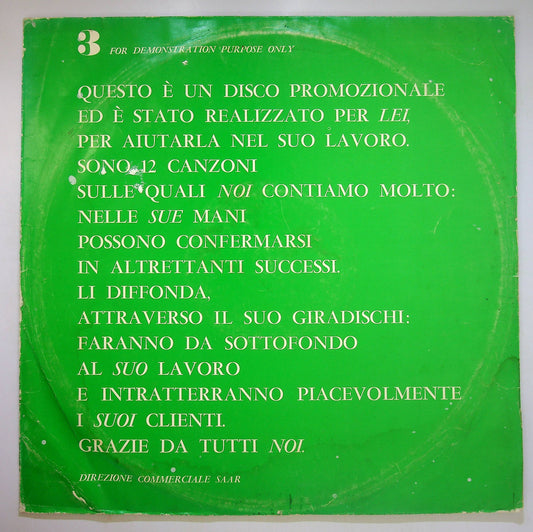 3 FOR DEMONSTRATION PURPOSE ONLY
QUESTO È UN DISCO PROMOZIONALE
ED È STATO REALIZZATO PER LEI,
PER AIUTARLA NEL SUO LAVORO.
SONO 12 CANZONI
SULLE QUALI NOI CONTIAMO MOLTO:
NELLE SUE MANI
POSSONO CONFERMARSI
IN ALTRETTANTI SUCCESSI.
LI DIFFONDA,
ATTRAVERSO IL SUO GIRADISCHI:
FARANNO DA SOTTOFONDO
AL SUO LAVORO
E INTRATTERRANNO PIACEVOLMENTE
I SUOI CLIENTI.
GRAZIE DA TUTTI NOI.
DIREZIONE COMMERCIALE SAAR